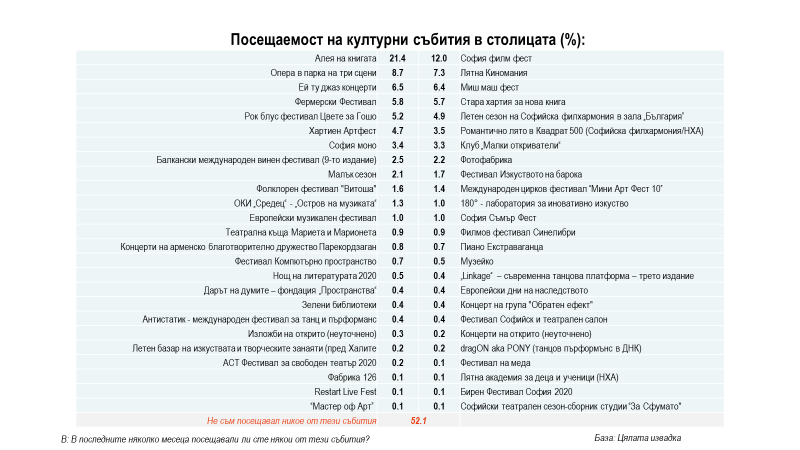 Посещаемост на културни събития в столицата (%):
Алея на книгата 21.4 12.0 София филм фест
Опера в парка на три сцени 8.7 7.3 Лятна Киномания
Ей ту джаз концерти 6.5 6.4 Миш маш фест
Фермерски Фестивал 5.8 5.7 Стара хартия за нова книга
Рок блус фестивал Цвете за Гошо 5.2 4.9 Летен сезон на Софийска филхармония в зала „България"
Хартиен Артфест 4.7 3.5 Романтично лято в Квадрат 500 (Софийска филхармония/НХА)
София моно 3.4 3.3 Клуб „Малки откриватели"
Балкански международен винен фестивал (9-то издание) 2.5 2.2 Фотофабрика
Малък сезон 2.1 1.7 Фестивал Изкуството на барока
Фолклорен фестивал "Витоша" 1.6 1.4 Международен цирков фестивал "Мини Арт Фест 10"
ОКИ „Средец" - „Остров на музиката" 1.3 1.0 180° - лаборатория за иновативно изкуство
Европейски музикален фестивал 1.0 1.0 София Съмър Фест
Театрална къща Мариета и Марионета 0.9 0.9 Филмов фестивал Синелибри
Концерти на арменско благотворително дружество Парекордзаган 0.8 0.7 Пиано Екстраваганца
Фестивал Компютърно пространство 0.7 0.5 Музейко
Нощ на литературата 2020 0.5 0.4 „Linkage" – съвременна танцова платформа – трето издание
Дарът на думите – фондация „Пространства" 0.4 0.4 Европейски дни на наследството
Зелени библиотеки 0.4 0.4 Концерт на група "Обратен ефект"
Антистатик - международен фестивал за танц и пърформанс 0.4 0.4 Фестивал Софийск и театрален салон
Изложби на открито (неуточнено) 0.3 0.2 Концерти на открито (неуточнено)
Летен базар на изкуствата и творческите занаяти (пред Халите 0.2 0.2 dragON aka PONY (танцов пърформънс в ДНК)
АСТ Фестивал за свободен театър 2020 0.2 0.1 Фестивал на меда
Фабрика 126 0.1 0.1 Лятна академия за деца и ученици (НХА)
Restart Live Fest 0.1 0.1 Бирен Фестивал София 2020
"Мастер оф Арт" 0.1 0.1 Софийски театрален сезон-сборник студии "За Сфумато"
Не съм посещавал никое от тези събития 52.1
В: В последните няколко месеца посещавали ли сте някои от тези събития?
База: Цялата извадка